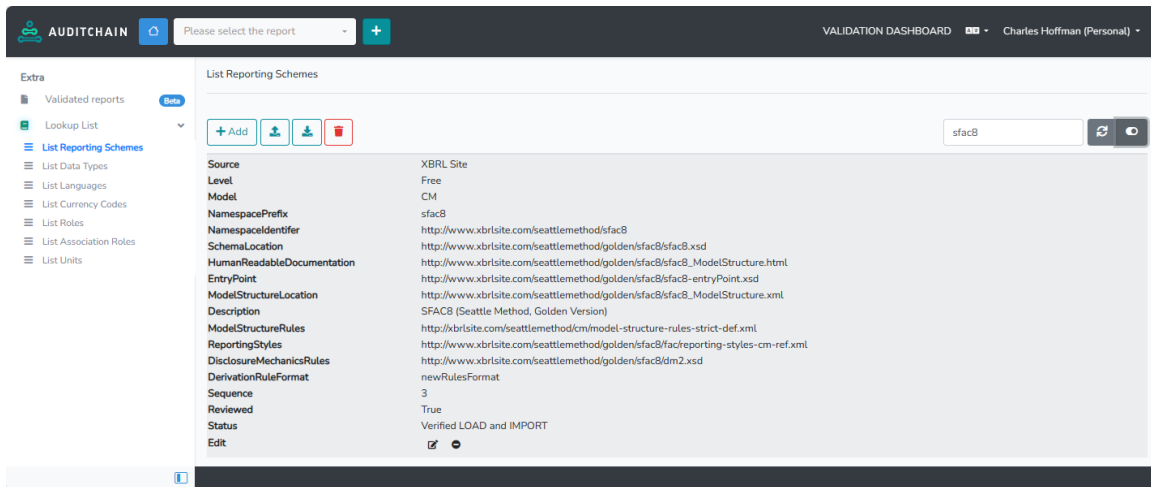 AUDITCHAIN
Please select the report
VALIDATION DASHBOARD
Charles Hoffman (Personal)
Extra
Validated reports Beta
Lookup List
List Reporting Schemes
List Data Types
List Languages
List Currency Codes
List Roles
List Association Roles
List Units
List Reporting Schemes
+ Add
sfac8
Source XBRL Site
Level Free
Model CM
NamespacePrefix sfac8
NamespaceIdentifer http://www.xbrlsite.com/seattlemethod/sfac8
SchemaLocation http://www.xbrlsite.com/seattlemethod/golden/sfac8/sfac8.xsd
HumanReadableDocumentation http://www.xbrlsite.com/seattlemethod/golden/sfac8/sfac8_ModelStructure.html
EntryPoint http://www.xbrlsite.com/seattlemethod/golden/sfac8/sfac8-entryPoint.xsd
ModelStructureLocation http://www.xbrlsite.com/seattlemethod/golden/sfac8/sfac8_ModelStructure.xml
Description SFAC8 (Seattle Method, Golden Version)
ModelStructureRules http://xbrlsite.com/seattlemethod/cm/model-structure-rules-strict-def.xml
ReportingStyles http://www.xbrlsite.com/seattlemethod/golden/sfac8/fac/reporting-styles-cm-ref.xml
DisclosureMechanicsRules http://www.xbrlsite.com/seattlemethod/golden/sfac8/dm2.xsd
DerivationRuleFormat newRulesFormat
Sequence 3
Reviewed True
Status Verified LOAD and IMPORT
Edit